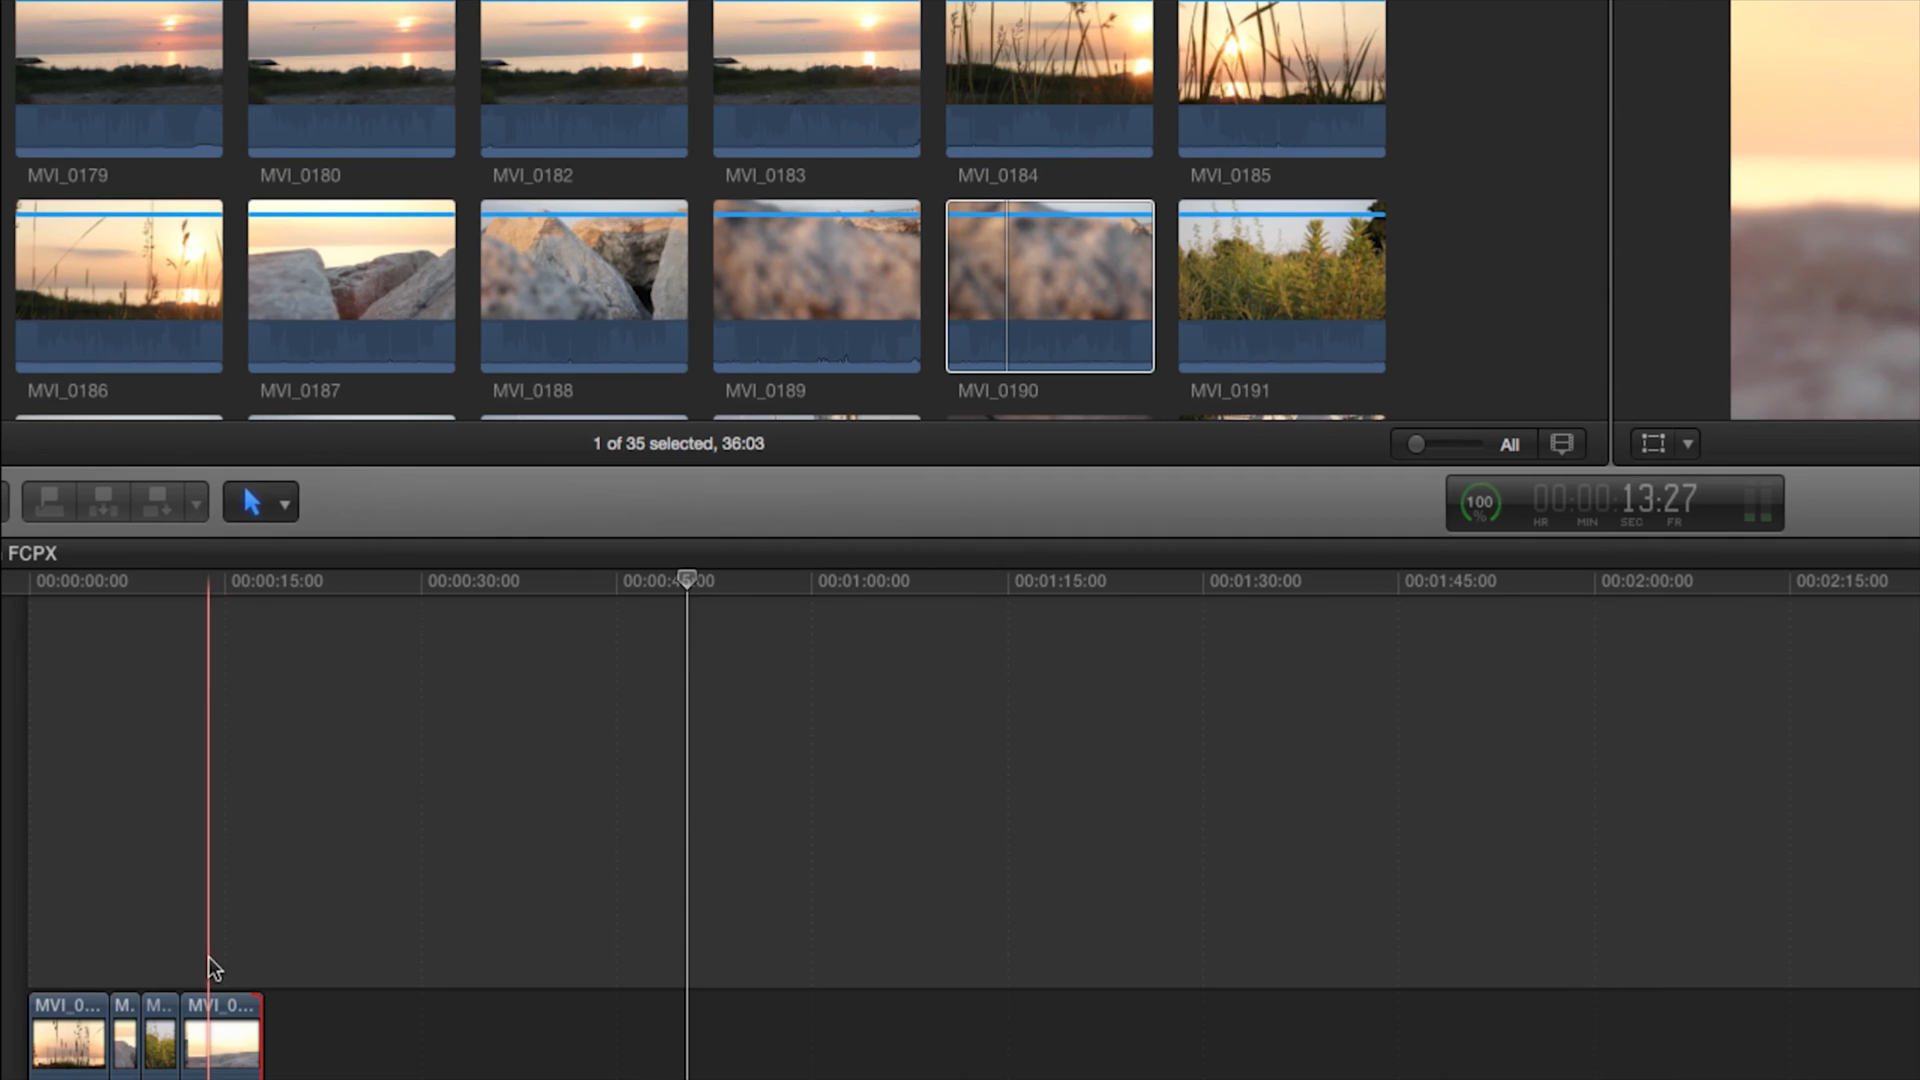 MVI_0179 MVI_0180 MVI_0182 MVI_0183 MVI_0184 MVI_0185
MVI_0186 MVI_0187 MVI_0188 MVI_0189 MVI_0190 MVI_0191
1 of 35 selected, 36:03 All
100 % 00:00:13:27
HR MIN SEC FR
FCPX
00:00:00:00 00:00:15:00 00:00:30:00 00:00:45:00 00:01:00:00 00:01:15:00 00:01:30:00 00:01:45:00 00:02:00:00 00:02:15:00
MVI_0... M. M.. MVI_0...